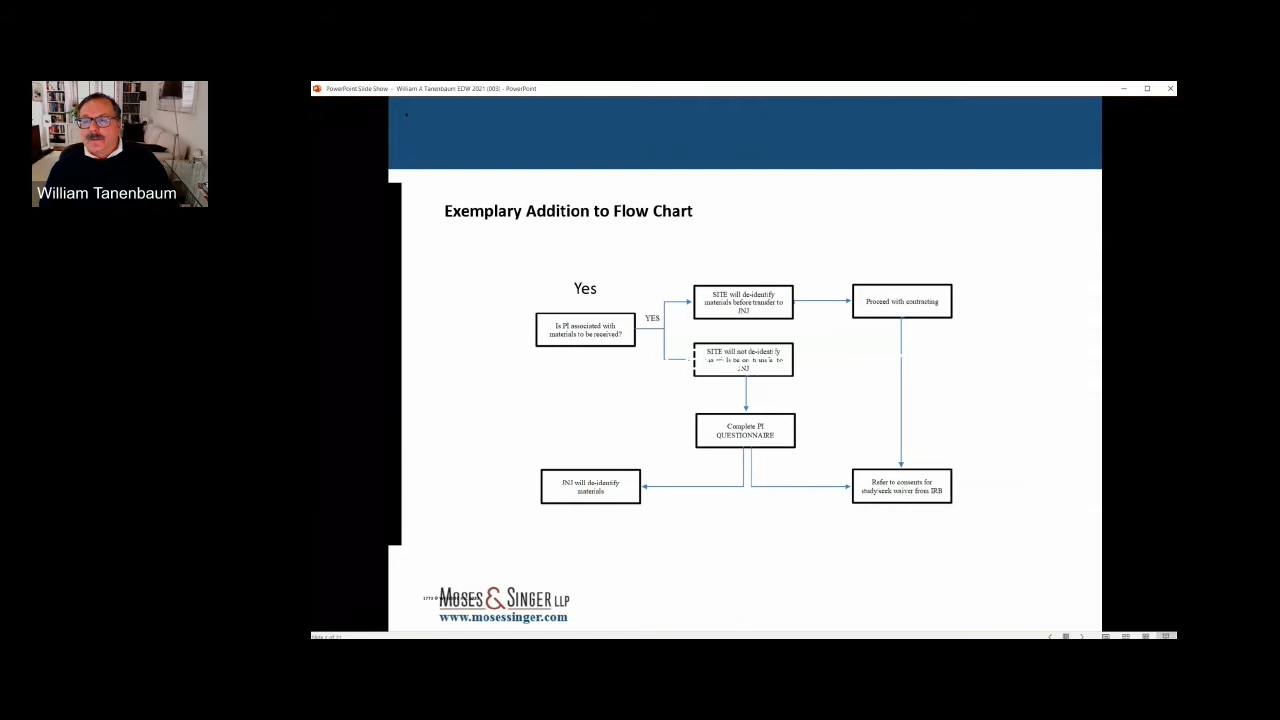 PowerPoint Slide Show - William A Tanenbaum EDW 2021 (003) - PowerPoint
William Tanenbaum
Exemplary Addition to Flow Chart
Yes
Is PI associated with
materials to be received?
YES
SITE will de-identify
materials before transfer to
JNJ
Proceed with contracting
SITE will not de-identify
to
JNJ
Complete PI
QUESTIONNAIRE
JNJ will de-identify
materials
Refer to consents for
study/seek waiver from IRB
MOSES & SINGER LLP
www.mosessinger.com